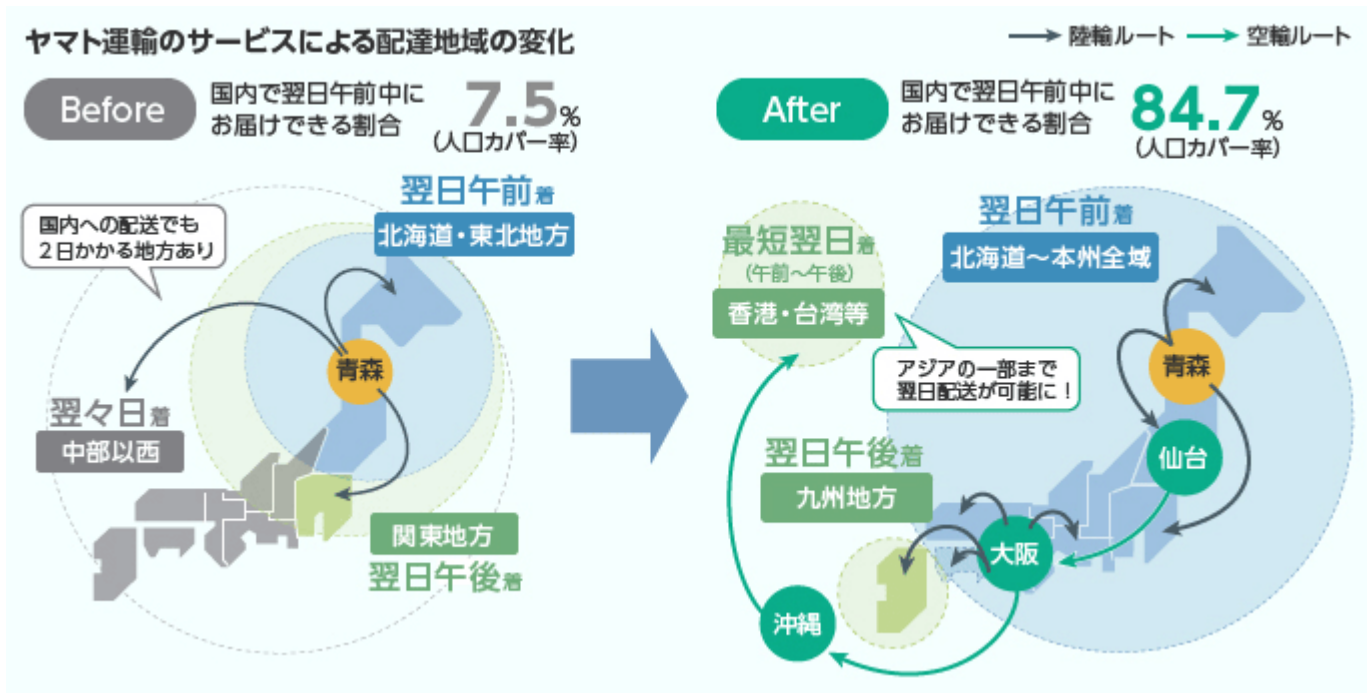 ヤマト運輸のサービスによる配達地域の変化
陸輸ルート
空輸ルート
Before
国内で翌日午前中に
お届けできる割合
7.5%
（人口カバー率）
国内への配送でも
２日かかる地方あり
翌日午前着
北海道・東北地方
青森
翌々日着
中部以西
関東地方
翌日午後着
After
国内で翌日午前中に
お届けできる割合
84.7%
（人口カバー率）
最短翌日着
（午前〜午後）
香港・台湾等
翌日午前着
北海道〜本州全域
アジアの一部まで
翌日配送が可能に！
青森
仙台
翌日午後着
九州地方
大阪
沖縄